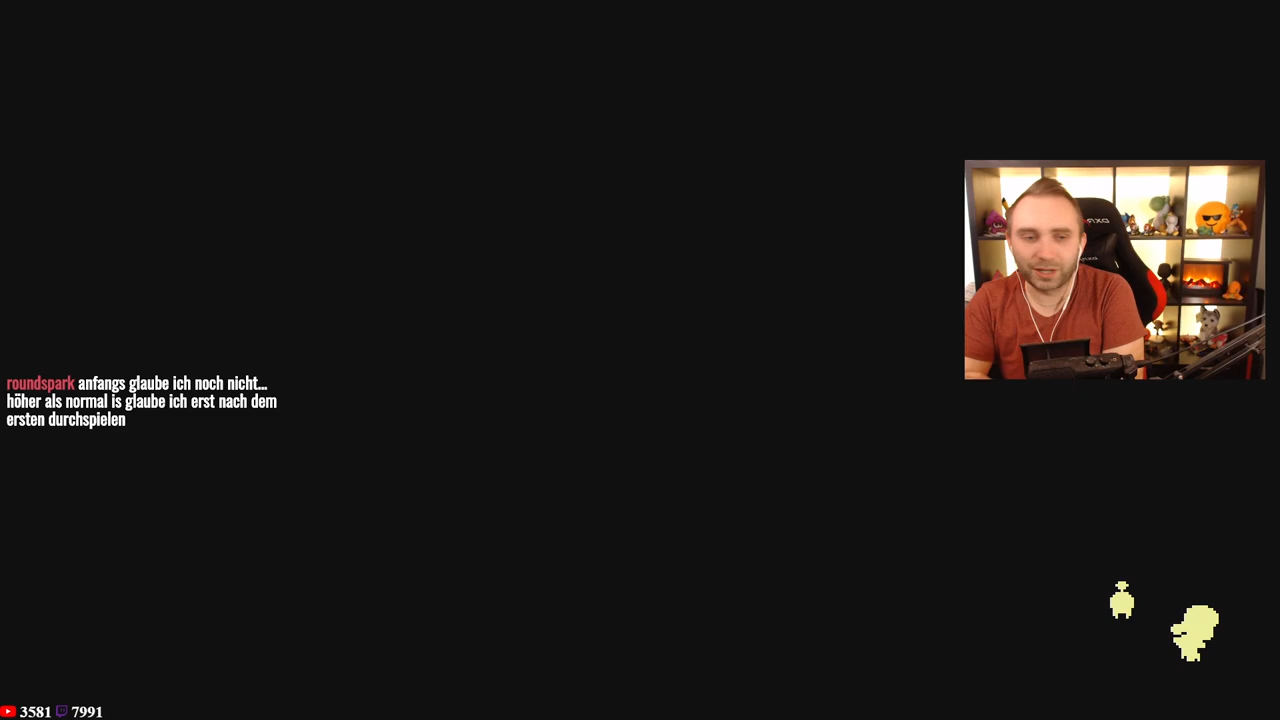 roundspark anfangs glaube ich noch nicht...
höher als normal is glaube ich erst nach dem
ersten durchspielen
3581 7991